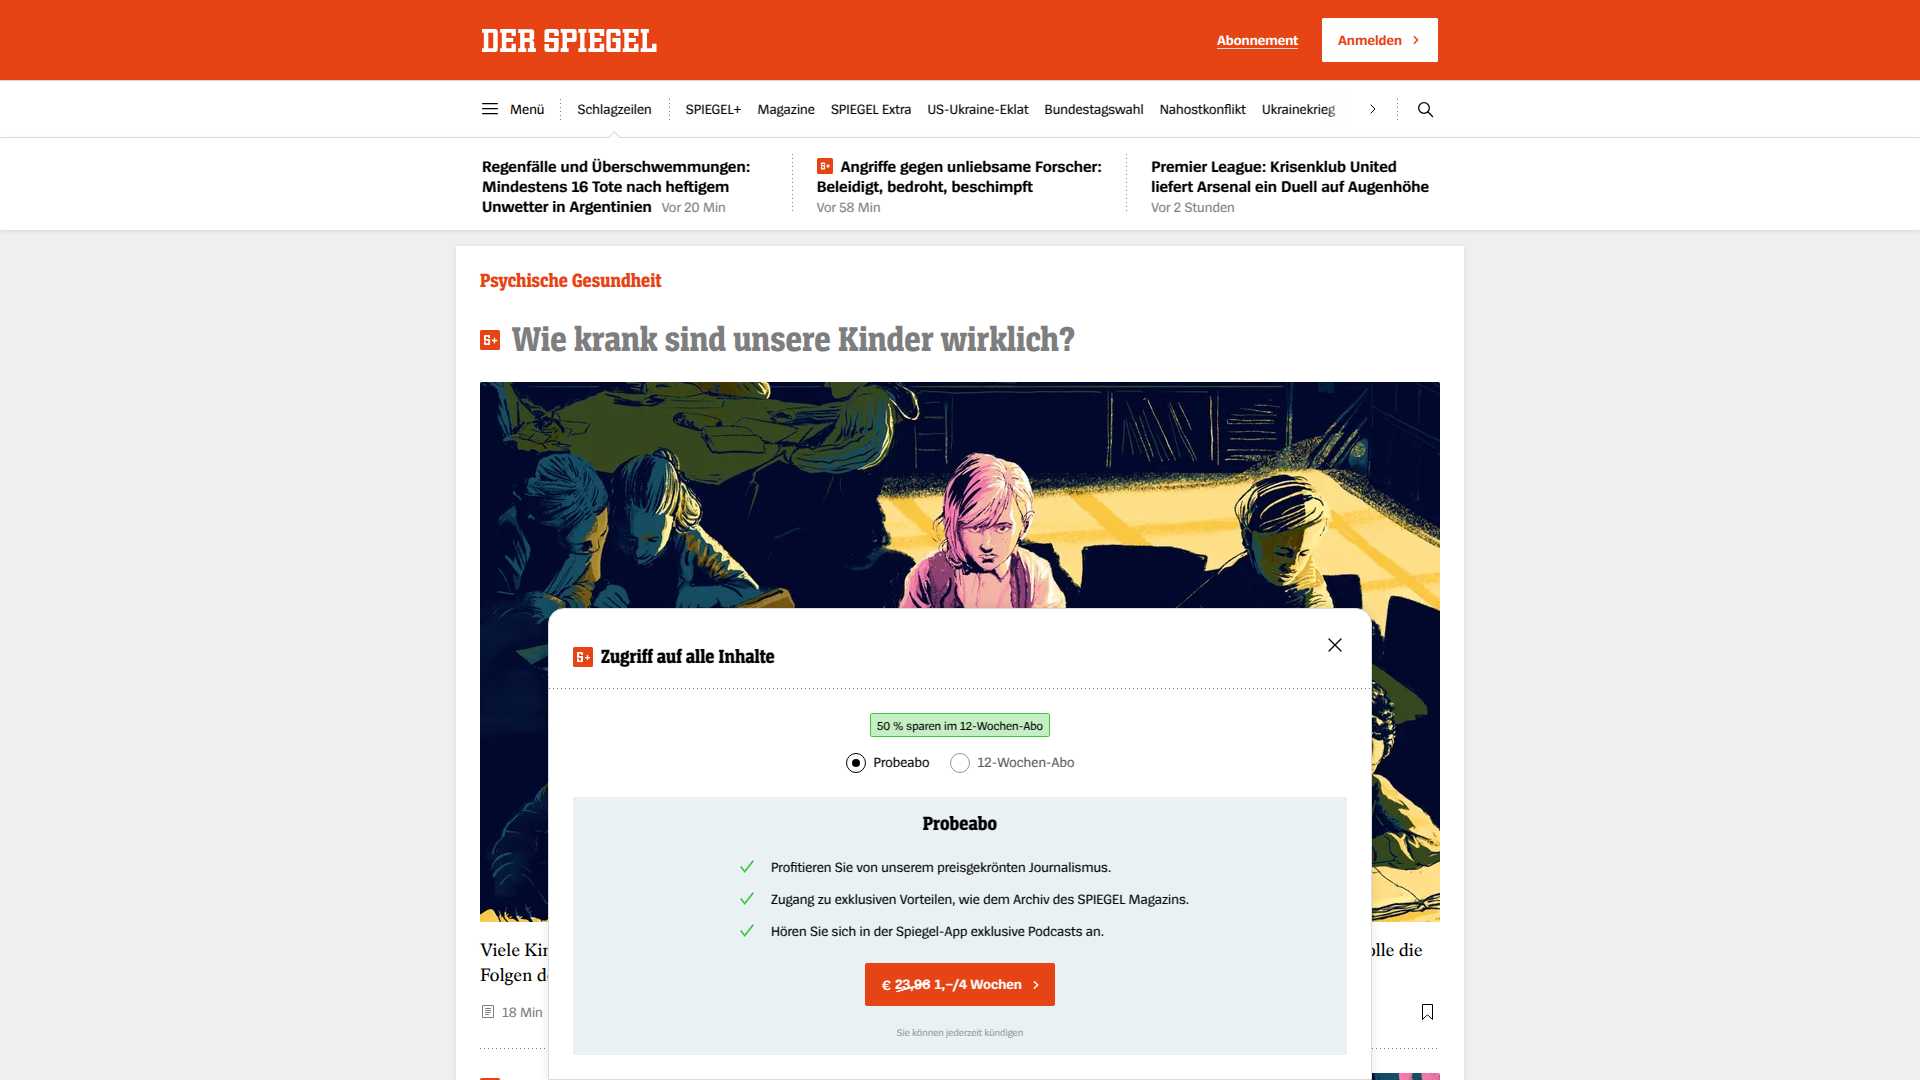 DER SPIEGEL
Abonnement
Anmelden
Menü
Schlagzeilen
SPIEGEL+
Magazine
SPIEGEL Extra
US-Ukraine-Eklat
Bundestagswahl
Nahostkonflikt
Ukrainekrieg
Regenfälle und Überschwemmungen:
Mindestens 16 Tote nach heftigem
Unwetter in Argentinien Vor 20 Min
S+ Angriffe gegen unliebsame Forscher:
Beleidigt, bedroht, beschimpft
Vor 58 Min
Premier League: Krisenklub United
liefert Arsenal ein Duell auf Augenhöhe
Vor 2 Stunden
Psychische Gesundheit
S+ Wie krank sind unsere Kinder wirklich?
S+ Zugriff auf alle Inhalte
50 % sparen im 12-Wochen-Abo
Probeabo
12-Wochen-Abo
Probeabo
Profitieren Sie von unserem preisgekrönten Journalismus.
Zugang zu exklusiven Vorteilen, wie dem Archiv des SPIEGEL Magazins.
Hören Sie sich in der Spiegel-App exklusive Podcasts an.
€ 23,96 1,–/4 Wochen
Sie können jederzeit kündigen
Viele die
Folgen
18 Min